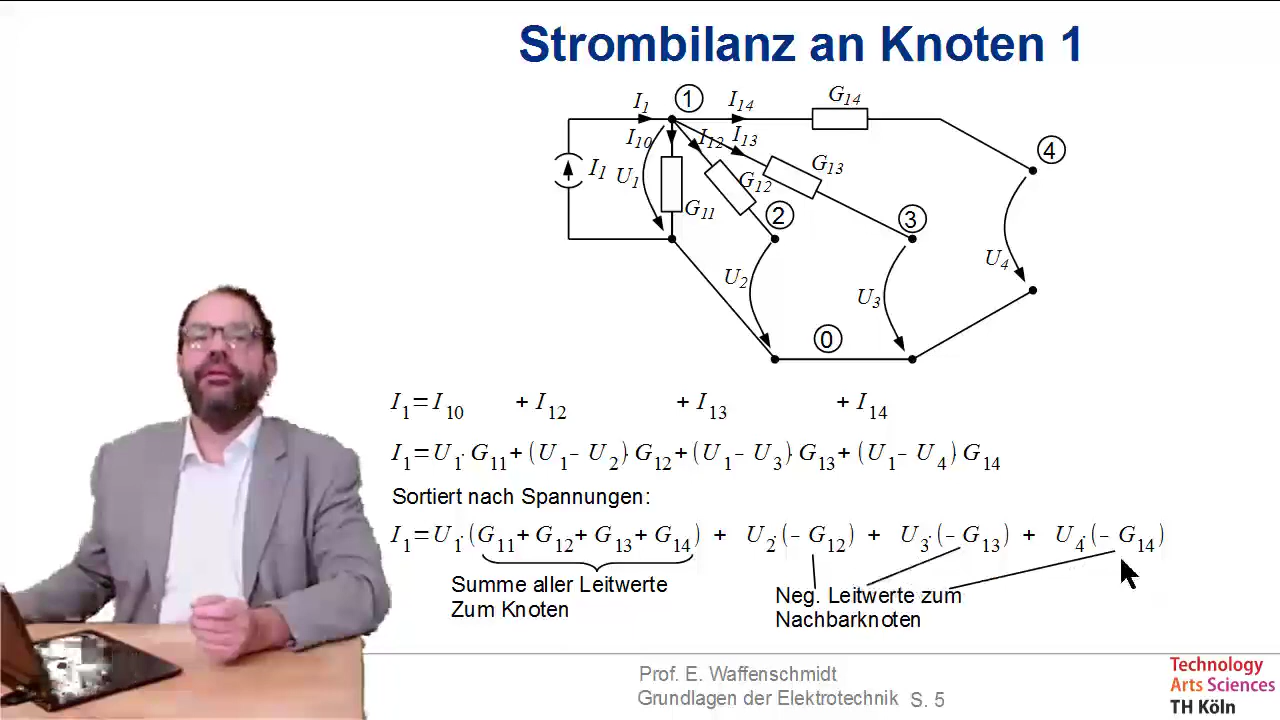 Strombilanz an Knoten 1
I1 1 I14 G14
I10 I12 I13
4
I1 U1 G12 G13
G11 2 3
U2 U3 U4
0
I1=I10 + I12 + I13 + I14
I1=U1·G11+(U1−U2)·G12+(U1−U3)·G13+(U1−U4)·G14
Sortiert nach Spannungen:
I1=U1·(G11+G12+G13+G14) + U2·(−G12) + U3·(−G13) + U4·(−G14)
Summe aller Leitwerte
Zum Knoten
Neg. Leitwerte zum
Nachbarknoten
Prof. E. Waffenschmidt
Grundlagen der Elektrotechnik S. 5
Technology
Arts Sciences
TH Köln